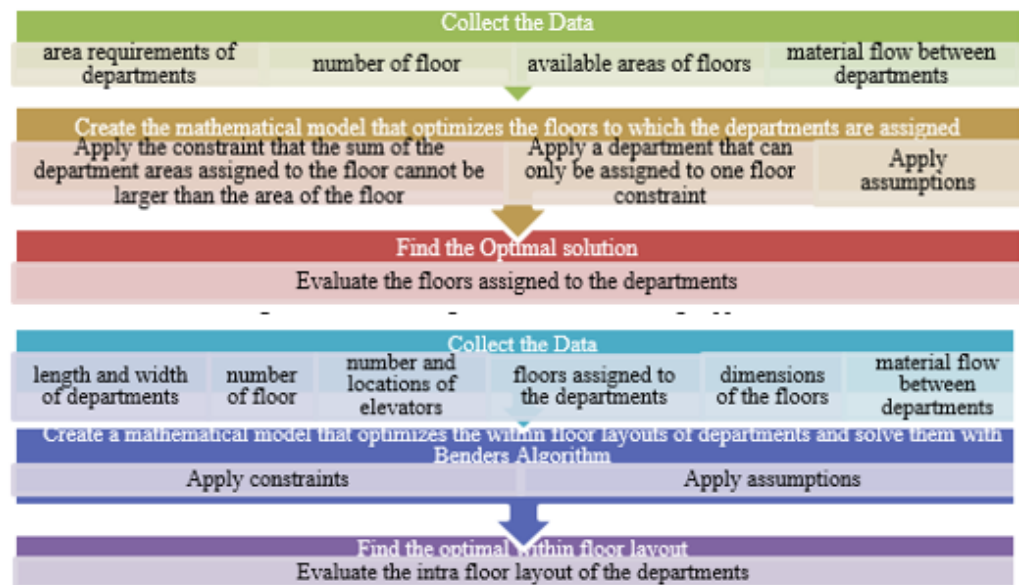 Collect the Data
area requirements of
departments
number of floor
available areas of floors
material flow between
departments
Create the mathematical model that optimizes the floors to which the departments are assigned
Apply the constraint that the sum of the
department areas assigned to the floor cannot be
larger than the area of the floor
Apply a department that can
only be assigned to one floor
constraint
Apply
assumptions
Find the Optimal solution
Evaluate the floors assigned to the departments
Collect the Data
length and width
of departments
number
of floor
number and
locations of
elevators
floors assigned to
the departments
dimensions
of the floors
material flow
between
departments
Create a mathematical model that optimizes the within floor layouts of departments and solve them with
Benders Algorithm
Apply constraints
Apply assumptions
Find the optimal within floor layout
Evaluate the intra floor layout of the departments